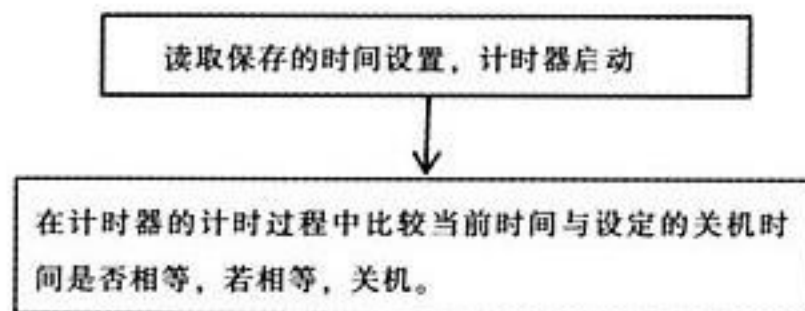 读取保存的时间设置，计时器启动
在计时器的计时过程中比较当前时间与设定的关机时
间是否相等，若相等，关机。